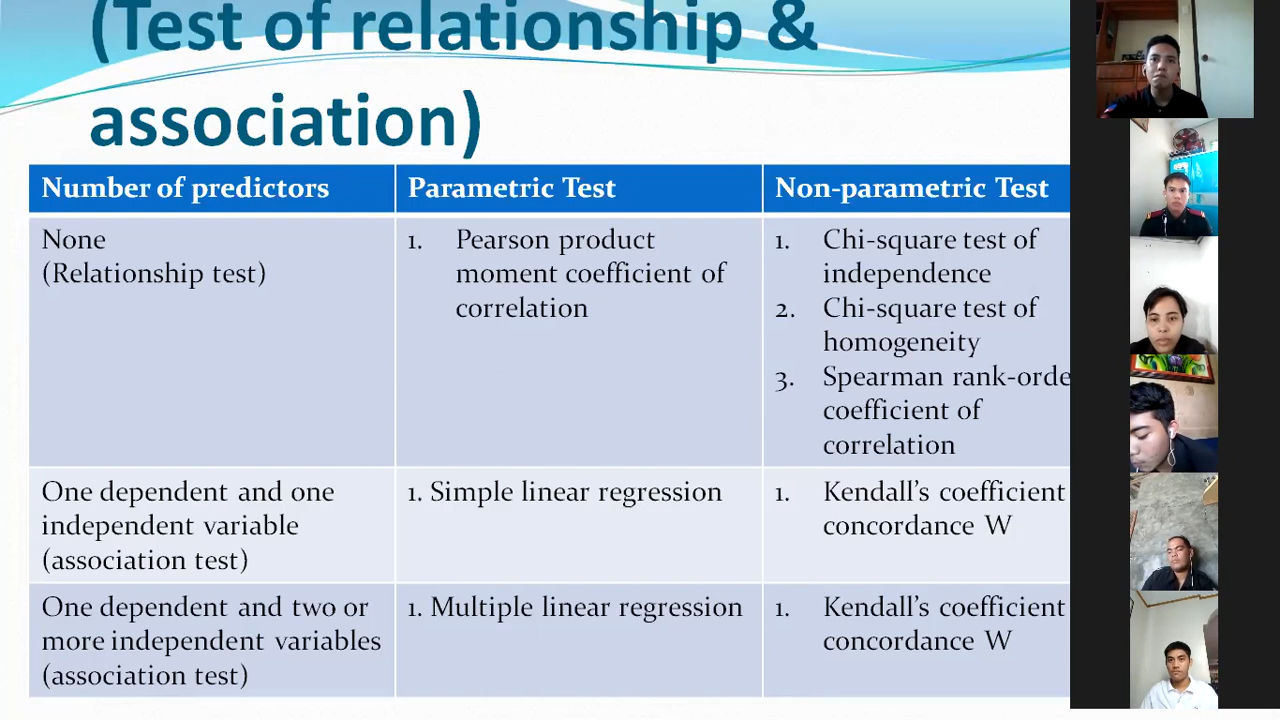 (Test of relationship &
association)
Number of predictors
Parametric Test
Non-parametric Test
None
(Relationship test)
1. Pearson product
moment coefficient of
correlation
1. Chi-square test of
independence
2. Chi-square test of
homogeneity
3. Spearman rank-orde
coefficient of
correlation
One dependent and one
independent variable
(association test)
1. Simple linear regression
1. Kendall's coefficient
concordance W
One dependent and two or
more independent variables
(association test)
1. Multiple linear regression
1. Kendall's coefficient
concordance W